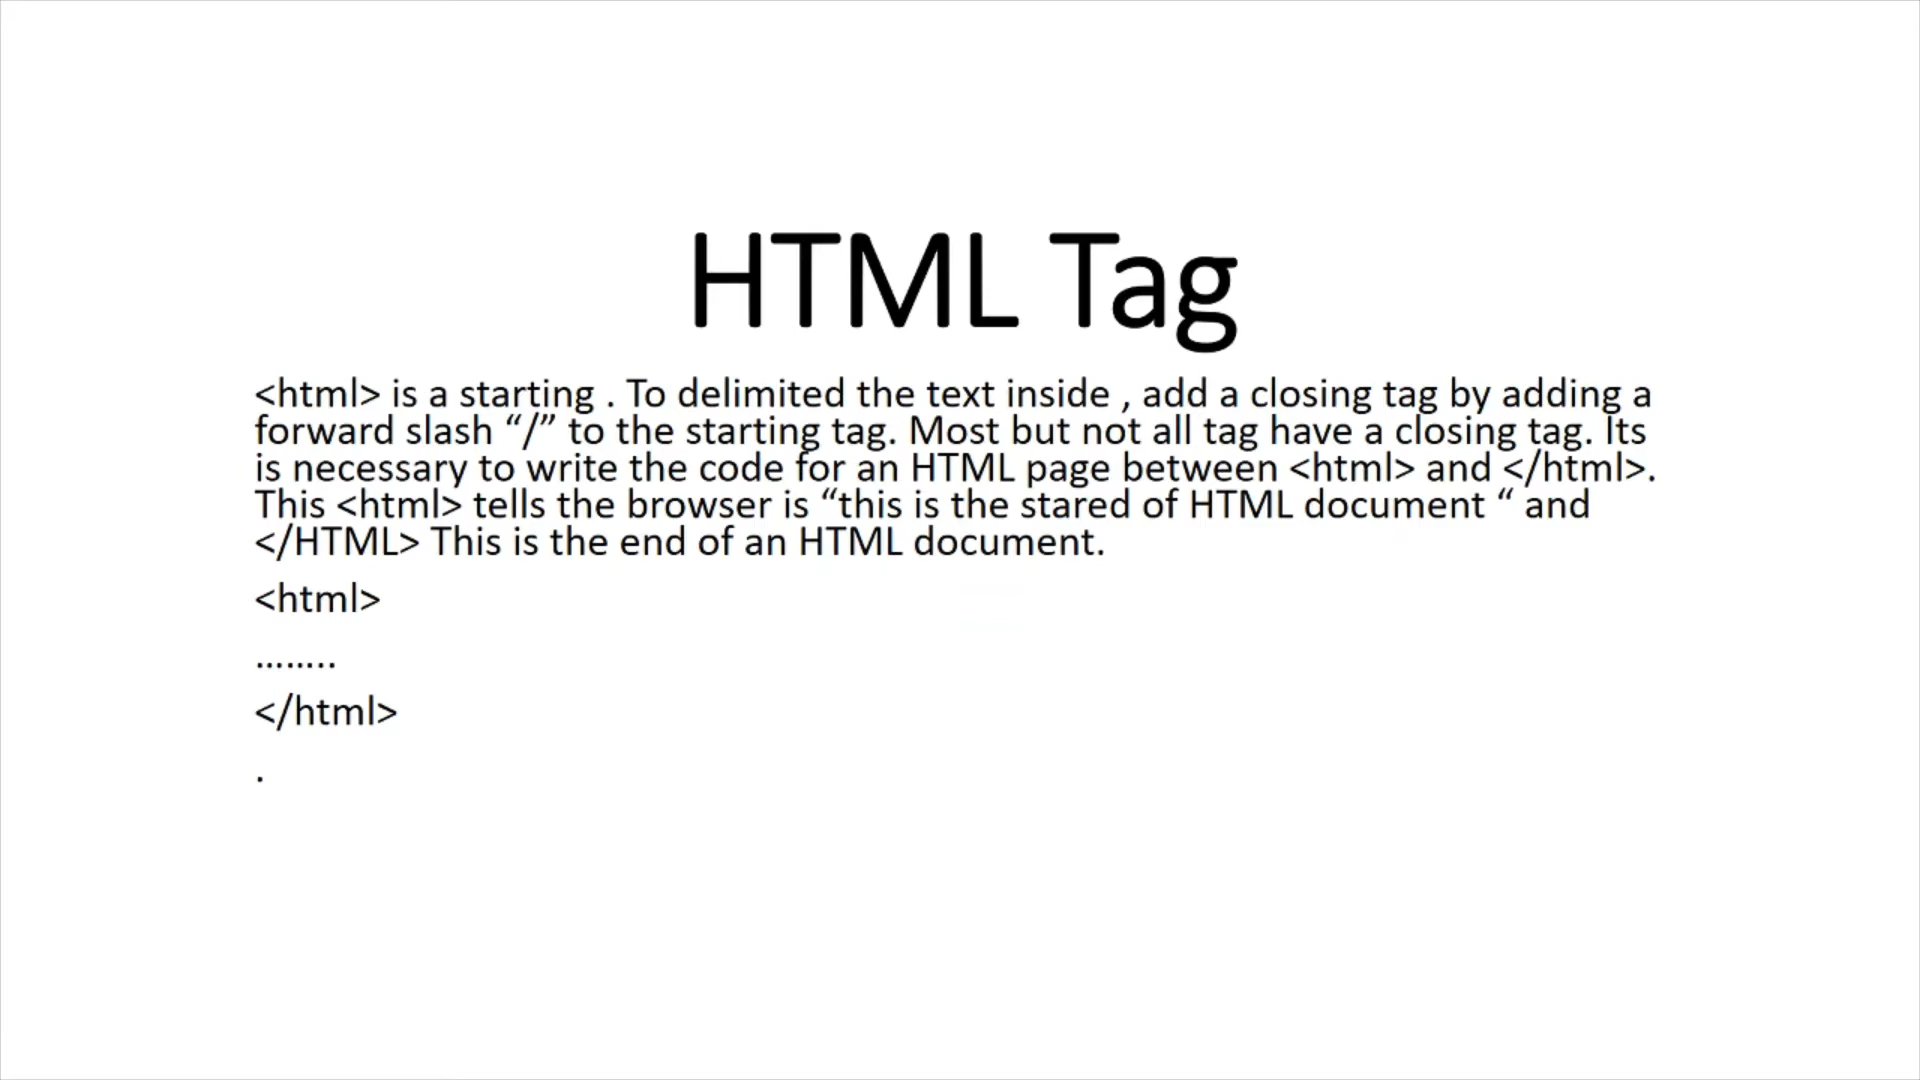 HTML Tag
<html> is a starting . To delimited the text inside , add a closing tag by adding a
forward slash “/” to the starting tag. Most but not all tag have a closing tag. Its
is necessary to write the code for an HTML page between <html> and </html>.
This <html> tells the browser is “this is the stared of HTML document “ and
</HTML> This is the end of an HTML document.
<html>
……..
</html>
.